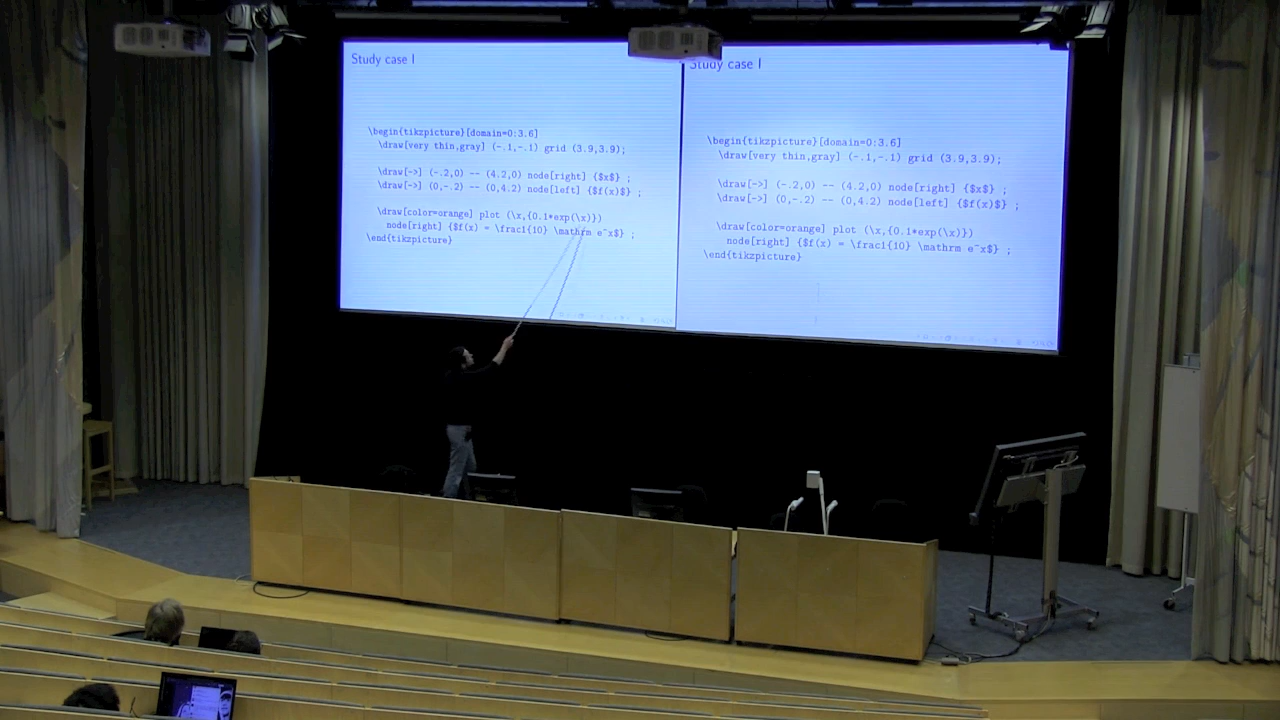 Study case I
\begin{tikzpicture}[domain=0:3.6]
\draw[very thin,gray] (-.1,-.1) grid (3.9,3.9);
\draw[->] (-.2,0) -- (4.2,0) node[right] {$x$} ;
\draw[->] (0,-.2) -- (0,4.2) node[left] {$f(x)$} ;
\draw[color=orange] plot (\x,{0.1*exp(\x)})
node[right] {$f(x) = \frac1{10} \mathrm e^x$} ;
\end{tikzpicture}
Study case I
\begin{tikzpicture}[domain=0:3.6]
\draw[very thin,gray] (-.1,-.1) grid (3.9,3.9);
\draw[->] (-.2,0) -- (4.2,0) node[right] {$x$} ;
\draw[->] (0,-.2) -- (0,4.2) node[left] {$f(x)$} ;
\draw[color=orange] plot (\x,{0.1*exp(\x)})
node[right] {$f(x) = \frac1{10} \mathrm e^x$} ;
\end{tikzpicture}